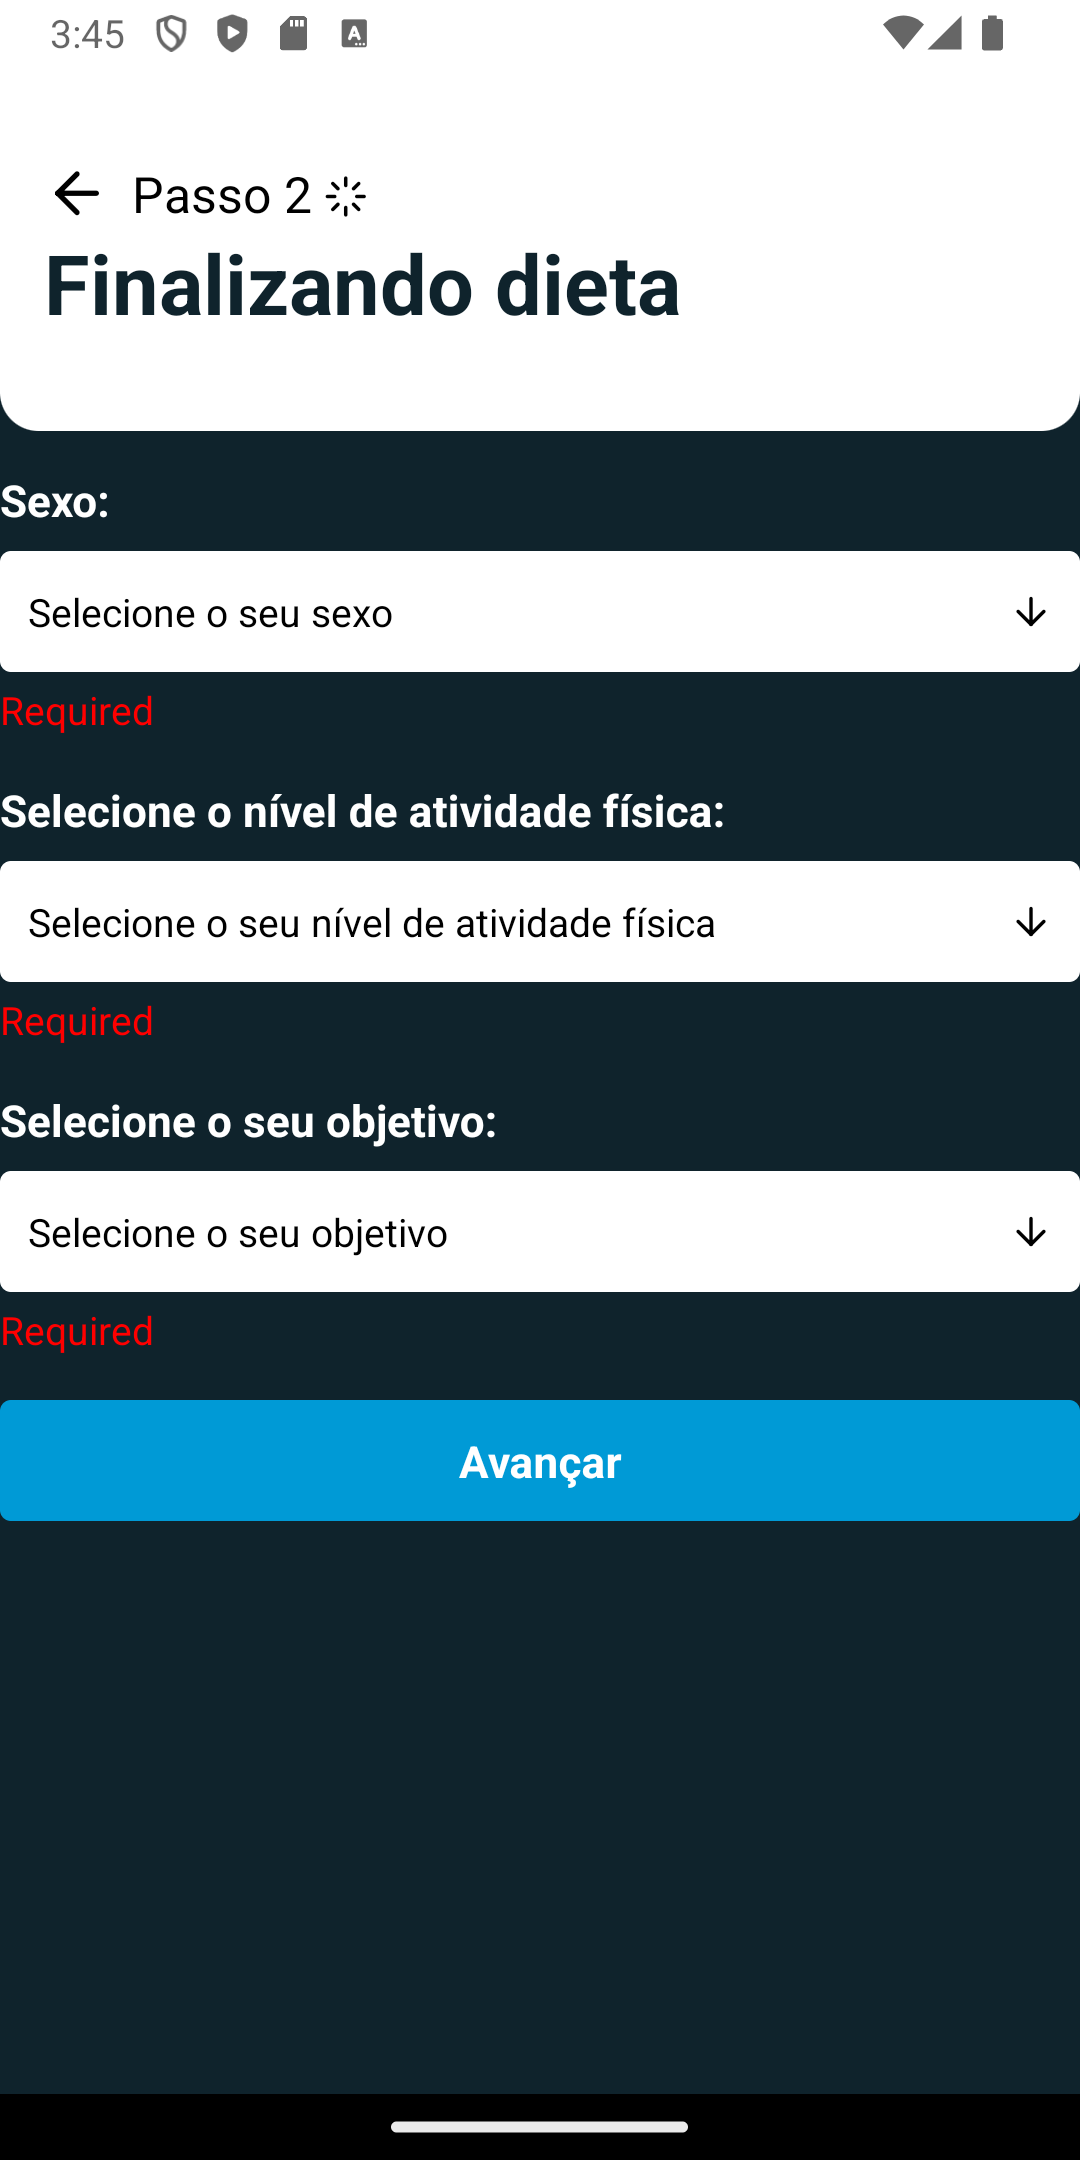 3:45
Passo 2
Finalizando dieta
Sexo:
Selecione o seu sexo
Required
Selecione o nível de atividade física:
Selecione o seu nível de atividade física
Required
Selecione o seu objetivo:
Selecione o seu objetivo
Required
Avançar